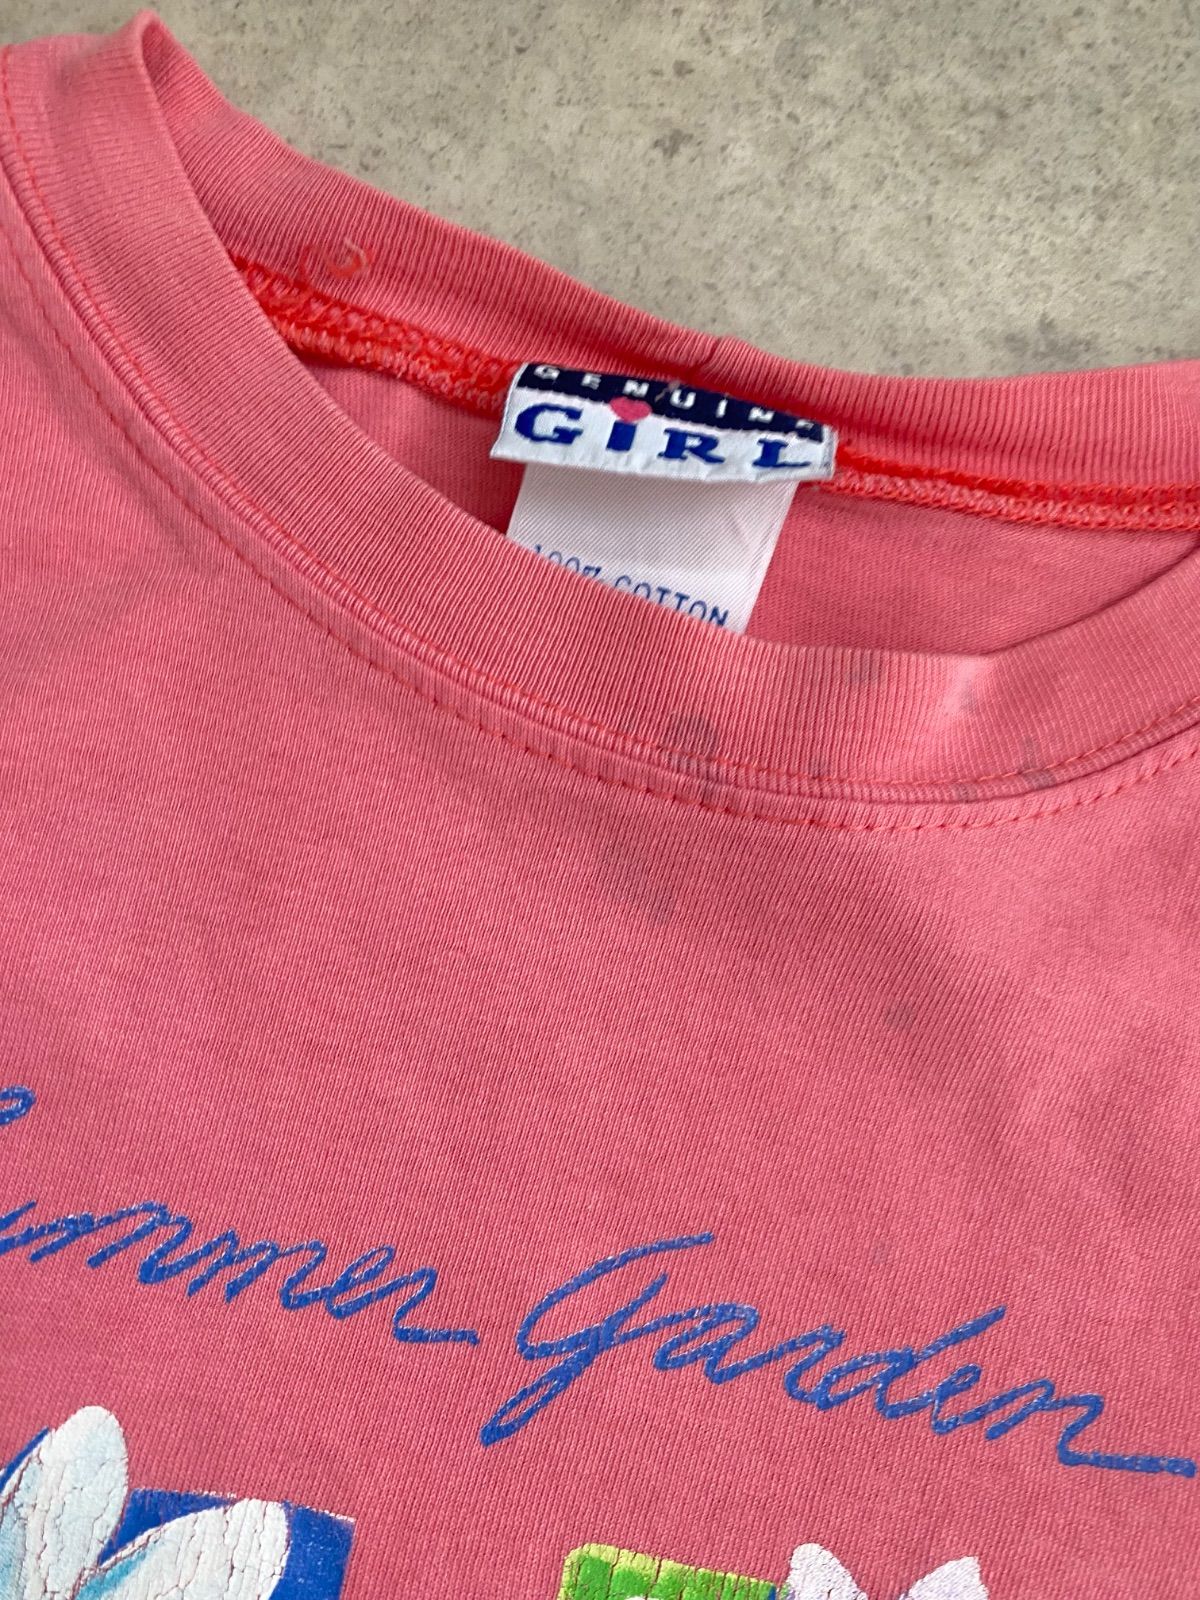 GENUINE
GiRL
100% COTTON
Summer Garden